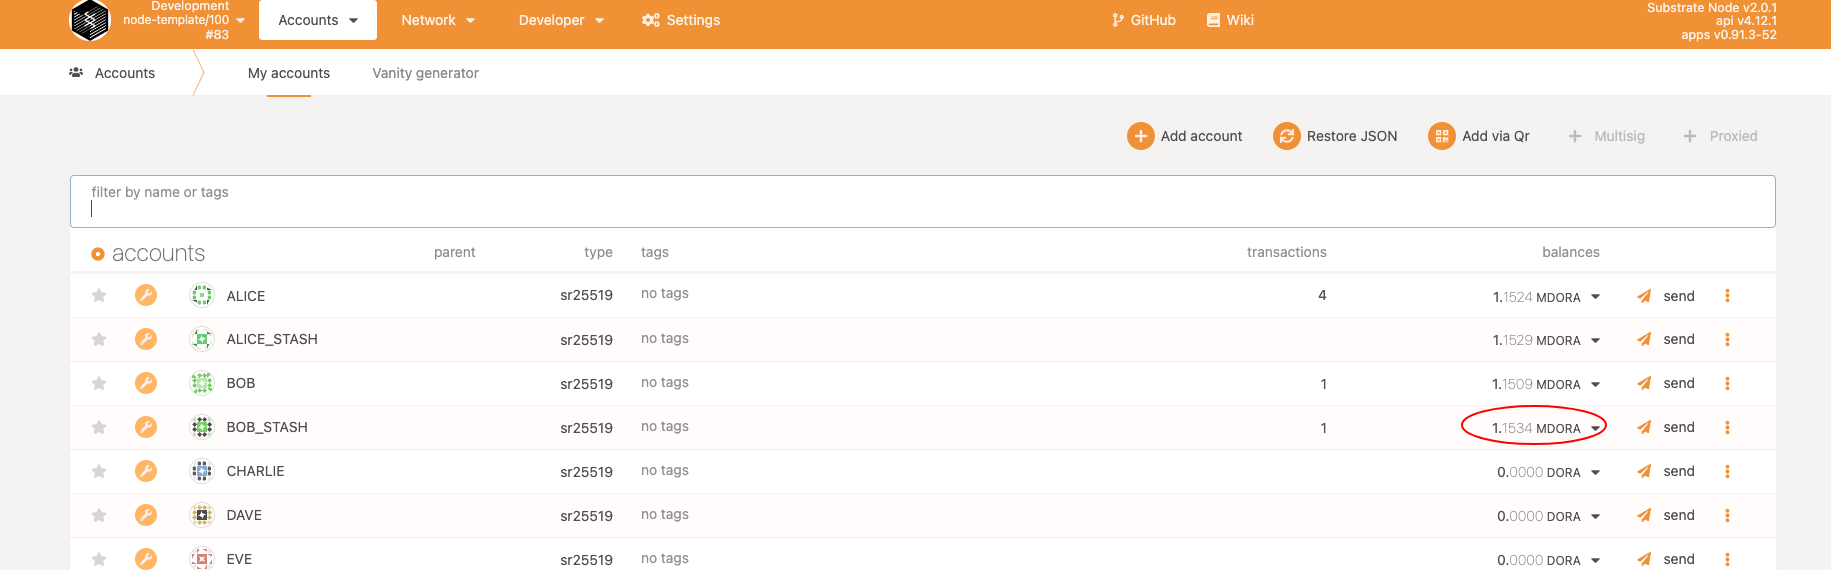 Development
node-template/100
#83
Accounts
Network
Developer
Settings
GitHub
Wiki
Substrate Node v2.0.1
api v4.12.1
apps v0.91.3-52
Accounts
My accounts
Vanity generator
Add account
Restore JSON
Add via Qr
Multisig
Proxied
filter by name or tags
accounts parent type tags transactions balances
ALICE sr25519 no tags 4 1.1524 MDORA send
ALICE_STASH sr25519 no tags 1.1529 MDORA send
BOB sr25519 no tags 1 1.1509 MDORA send
BOB_STASH sr25519 no tags 1 1.1534 MDORA send
CHARLIE sr25519 no tags 0.0000 DORA send
DAVE sr25519 no tags 0.0000 DORA send
EVE sr25519 no tags 0.0000 DORA send